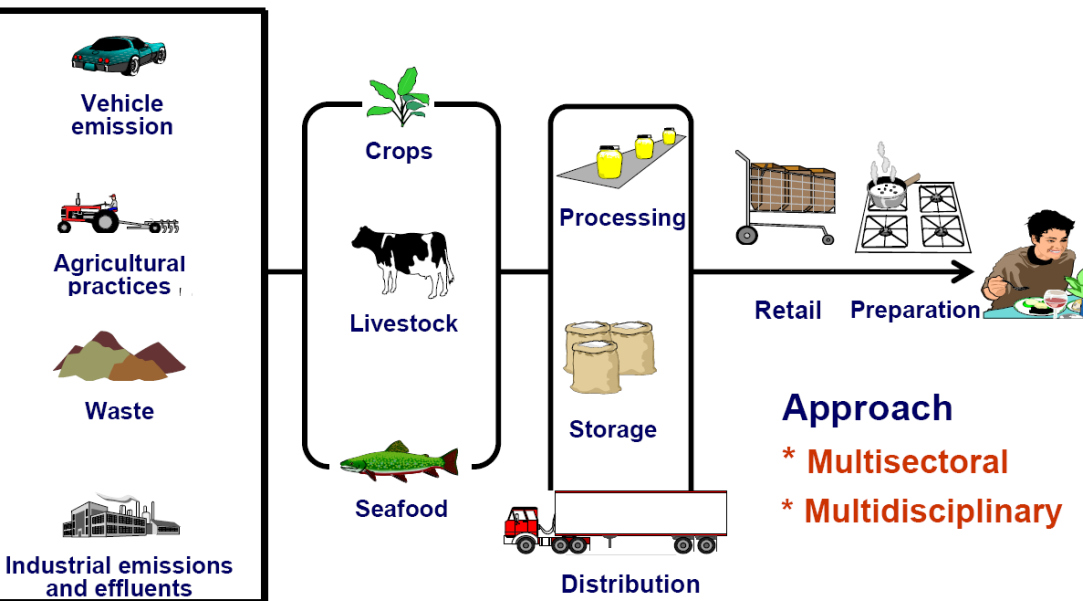 Vehicle
emission
Agricultural
practices
Waste
Industrial emissions
and effluents
Crops
Livestock
Seafood
Processing
Storage
Distribution
Retail
Preparation
Approach
* Multisectoral
* Multidisciplinary